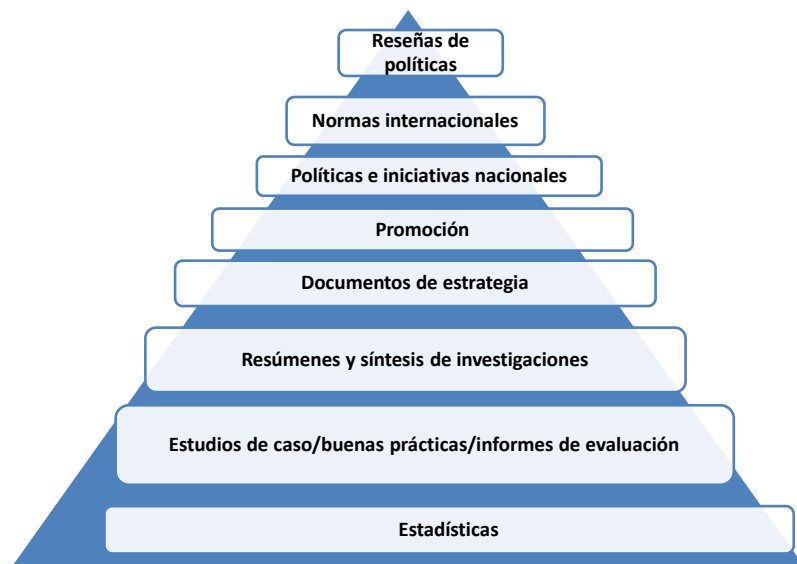 Reseñas de
políticas
Normas internacionales
Políticas e iniciativas nacionales
Promoción
Documentos de estrategia
Resúmenes y síntesis de investigaciones
Estudios de caso/buenas prácticas/informes de evaluación
Estadísticas